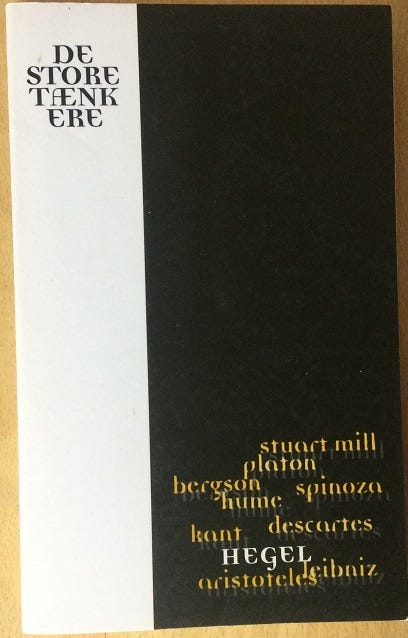 DE
STORE
TÆNK
ERE
stuart mill
platon
bergson spinoza
hume
kant descartes
HEGEL
leibniz
aristoteles